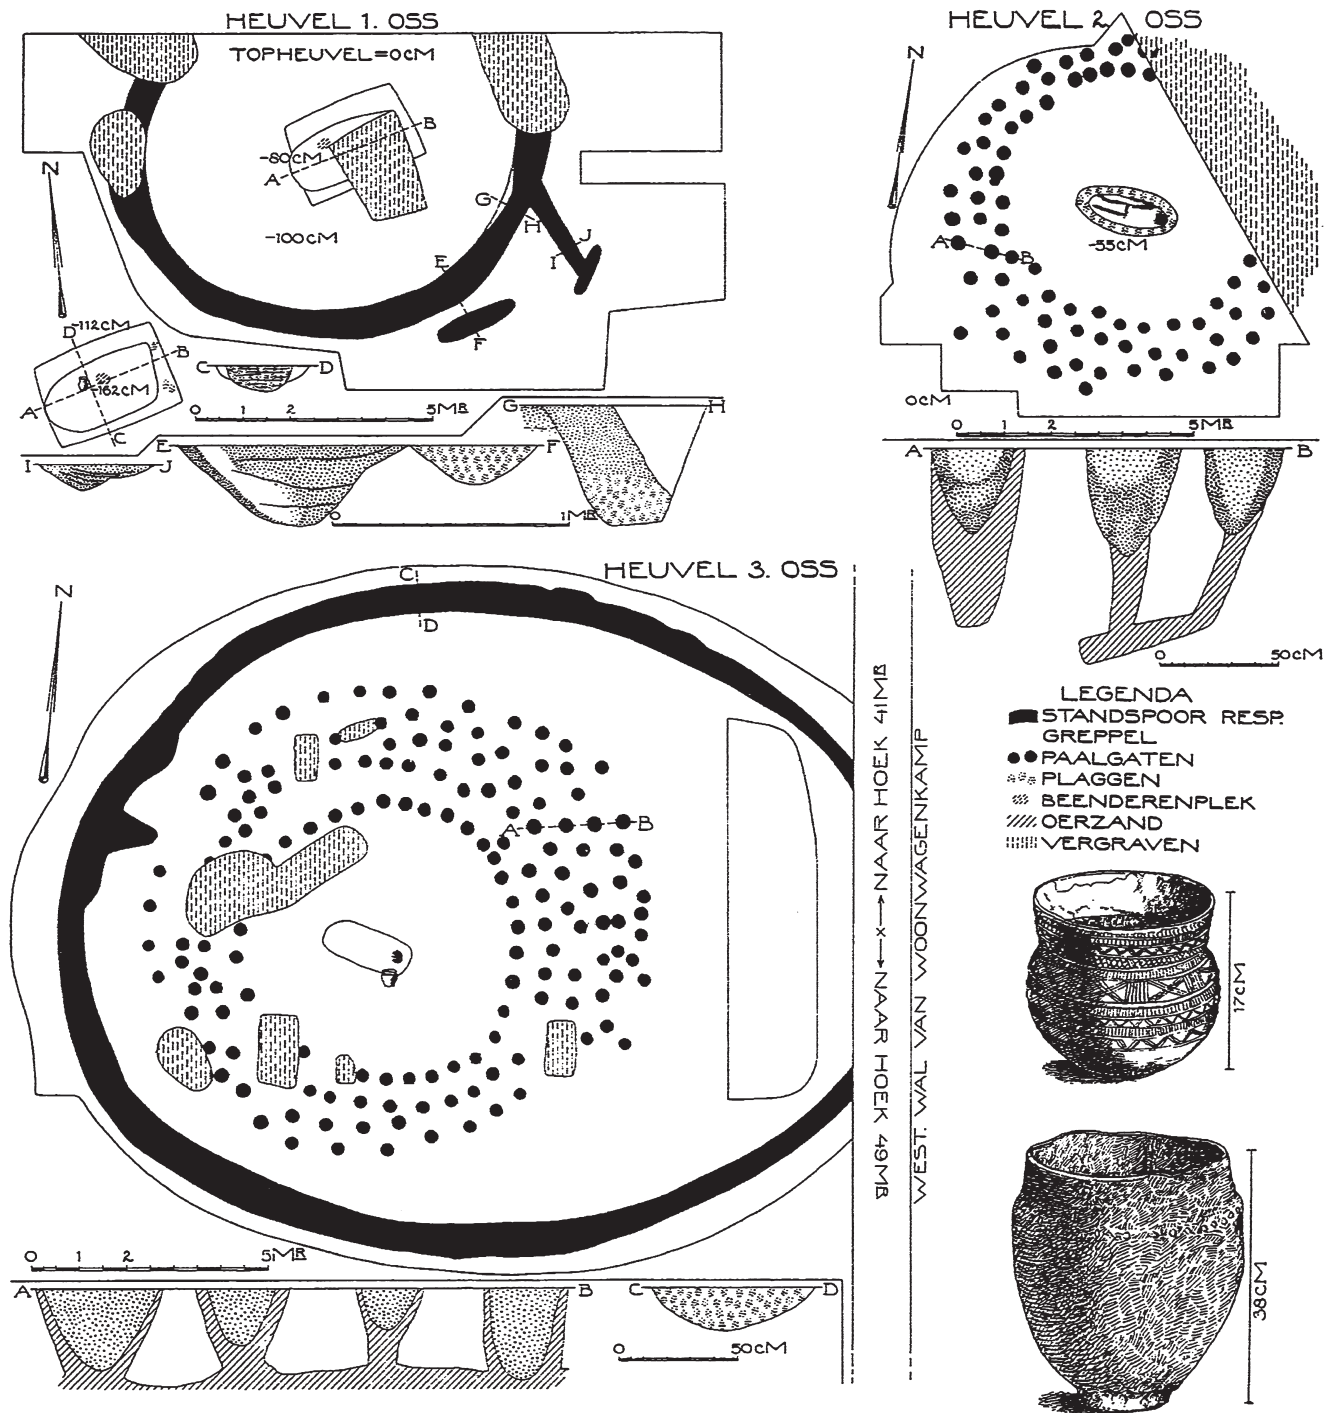 HEUVEL 1. OSS
TOPHEUVEL=0cM
N
B
-80cM
A
-100cM
G
H
J
I
E
F
D
-112cM
B
-162cM
A
C
C D
0 1 2 5MR
G H
E F
I J
0 1MR
HEUVEL 2 OSS
N
A B
-55cM
0cM
0 1 2 5MR
A B
0 50cM
HEUVEL 3. OSS
C
D
N
A B
NAAR HOEK 49MR ←x→ NAAR HOEK 41MR
WEST. WAL VAN WOONWAGENKAMP
0 1 2 5MR
A B
C D
0 50cM
LEGENDA
STANDSPOOR RESP.
GREPPEL
PAALGATEN
PLAGGEN
BEENDERENPLEK
OERZAND
VERGRAVEN
17cM
38cM